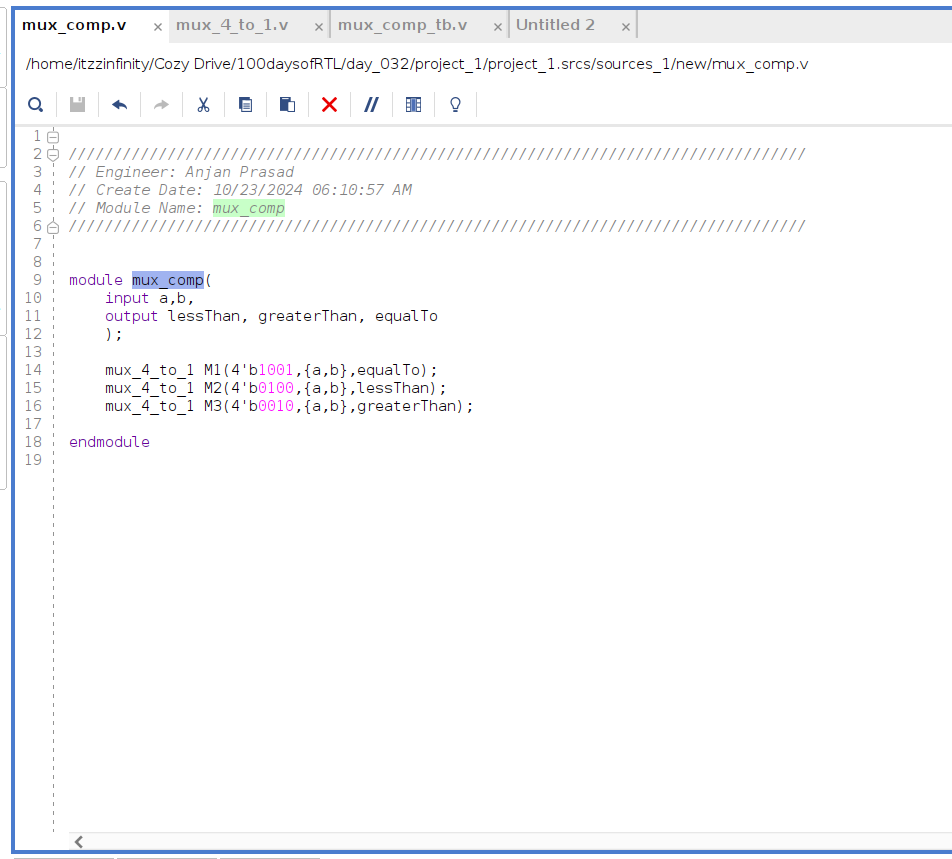 mux_comp.v × mux_4_to_1.v × mux_comp_tb.v × Untitled 2 ×
/home/itzzinfinity/Cozy Drive/100daysofRTL/day_032/project_1/project_1.srcs/sources_1/new/mux_comp.v
1
2 //////////////////////////////////////////////////////////////////////////////////
3 // Engineer: Anjan Prasad
4 // Create Date: 10/23/2024 06:10:57 AM
5 // Module Name: mux_comp
6 //////////////////////////////////////////////////////////////////////////////////
7
8
9 module mux_comp(
10     input a,b,
11     output lessThan, greaterThan, equalTo
12     );
13
14     mux_4_to_1 M1(4'b1001,{a,b},equalTo);
15     mux_4_to_1 M2(4'b0100,{a,b},lessThan);
16     mux_4_to_1 M3(4'b0010,{a,b},greaterThan);
17
18 endmodule
19